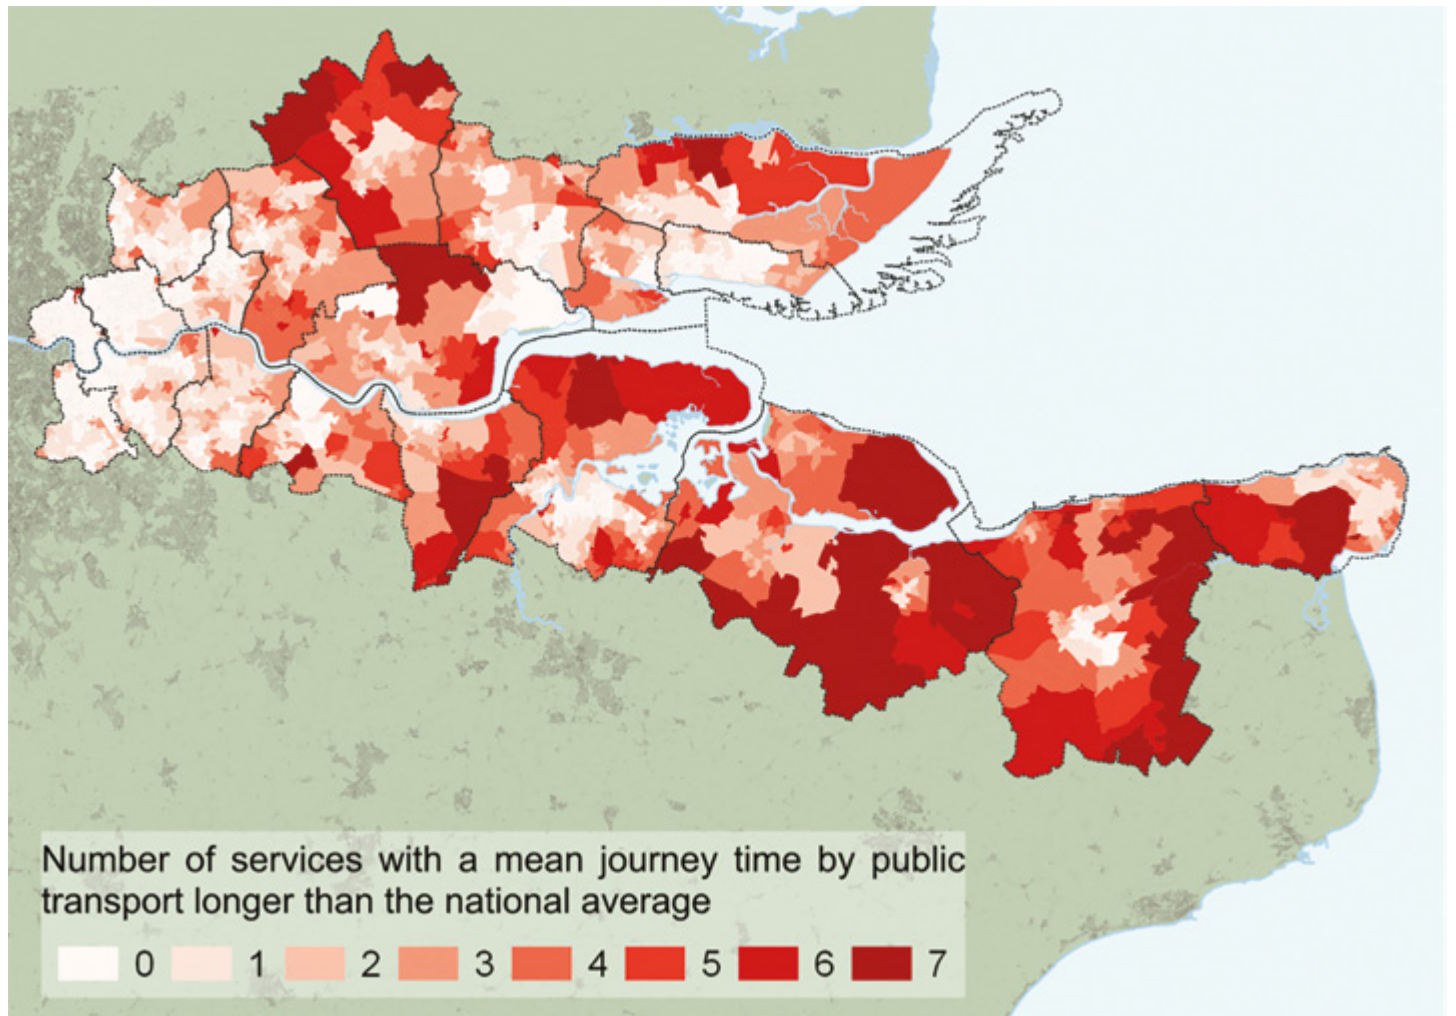 Number of services with a mean journey time by public
transport longer than the national average
0 1 2 3 4 5 6 7